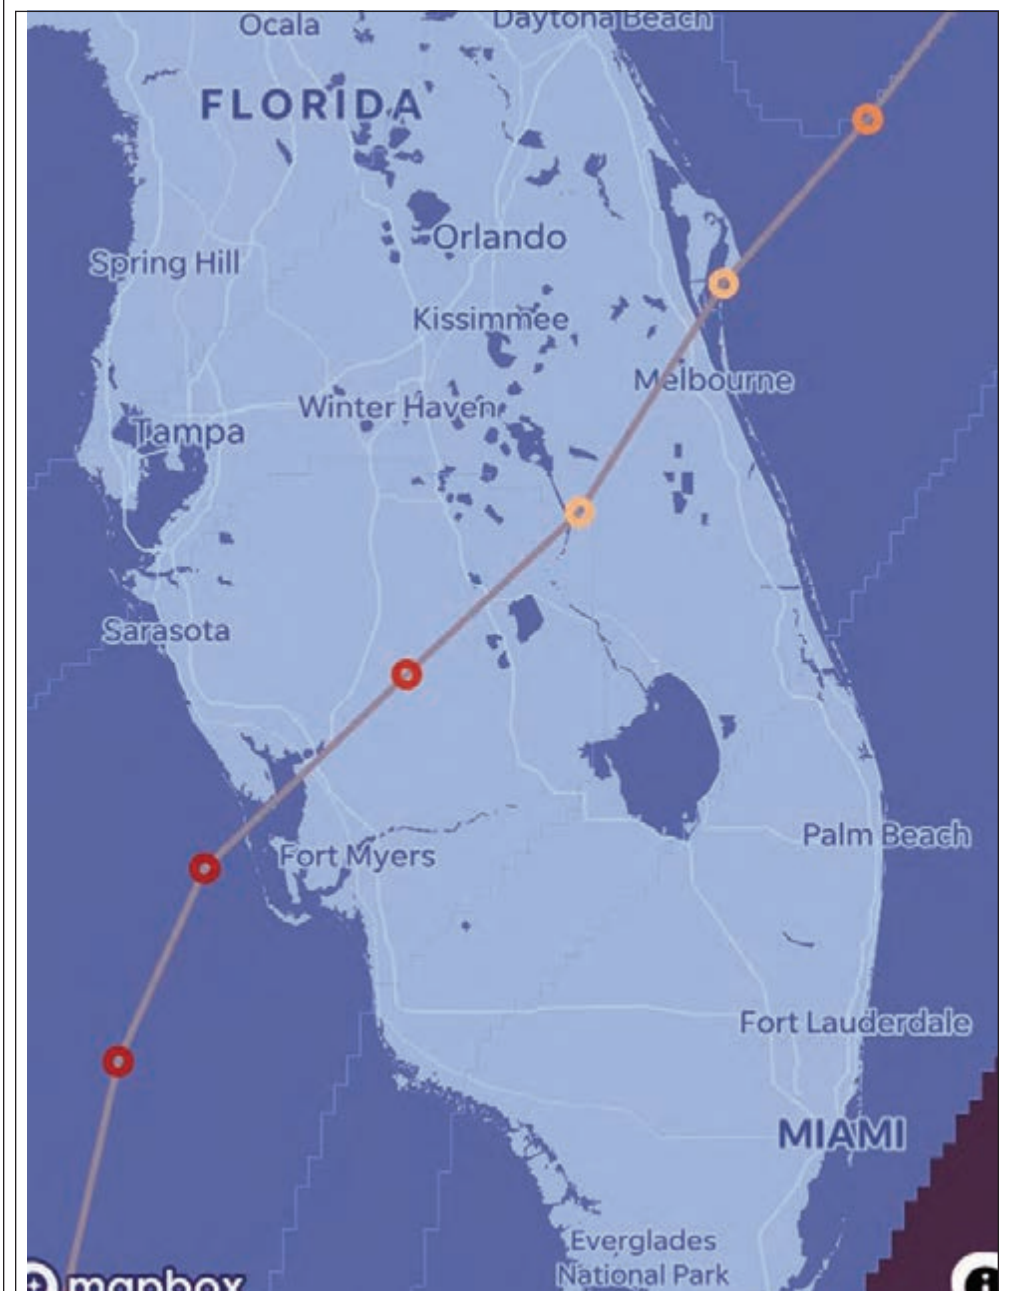 Ocala
Daytona Beach
FLORIDA
Orlando
Spring Hill
Kissimmee
Melbourne
Winter Haven
Tampa
Sarasota
Palm Beach
Fort Myers
Fort Lauderdale
MIAMI
Everglades
National Park
mapbox
i